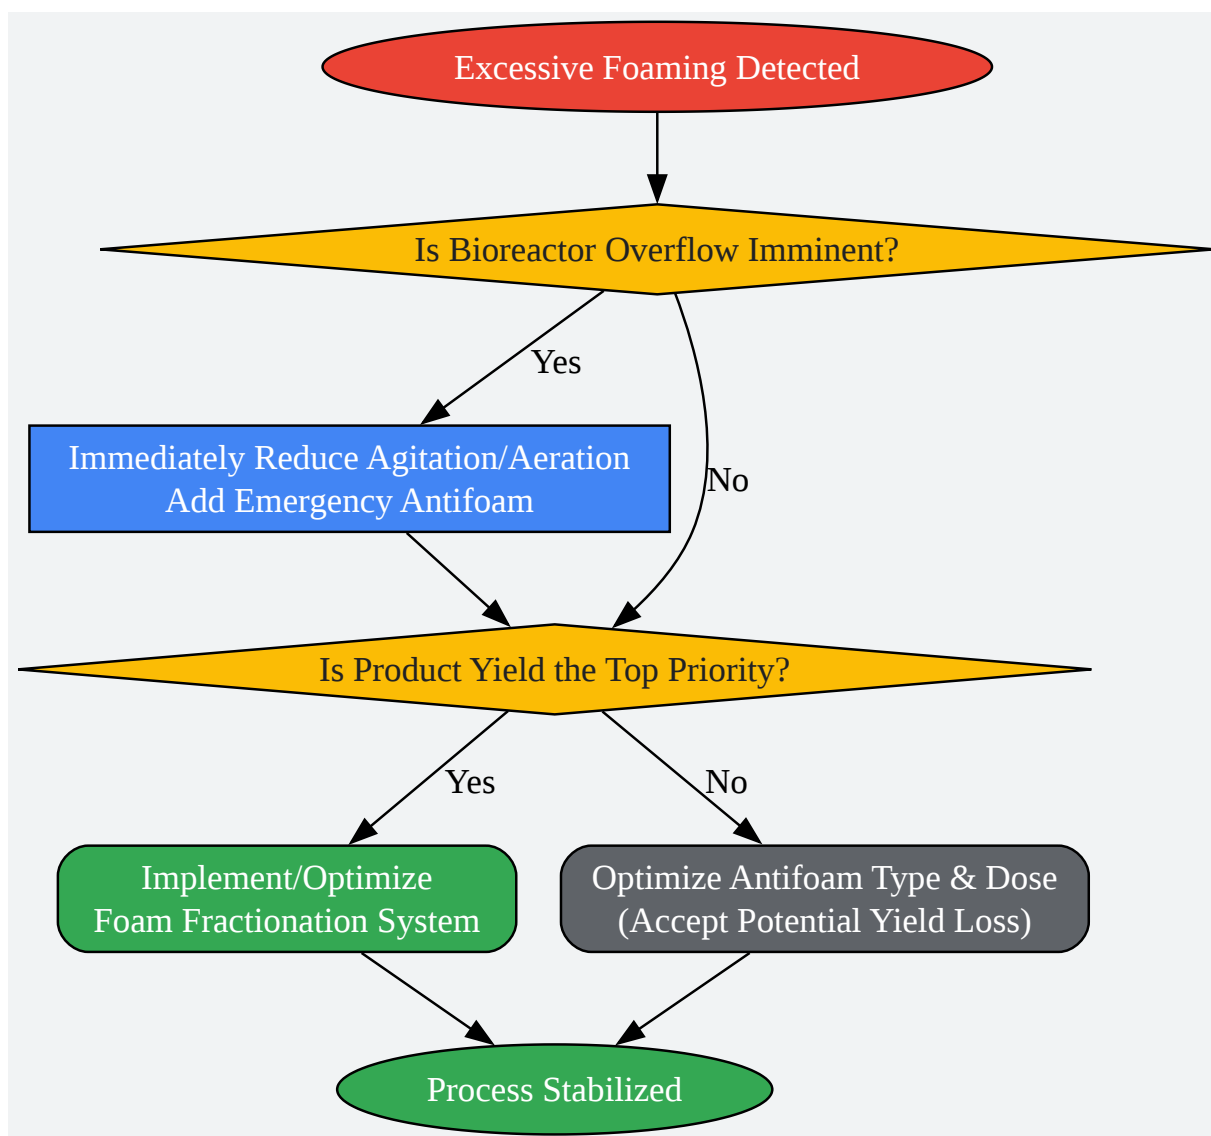 Excessive Foaming Detected
Is Bioreactor Overflow Imminent?
Yes
Immediately Reduce Agitation/Aeration
Add Emergency Antifoam
No
Is Product Yield the Top Priority?
Yes
No
Implement/Optimize
Foam Fractionation System
Optimize Antifoam Type & Dose
(Accept Potential Yield Loss)
Process Stabilized